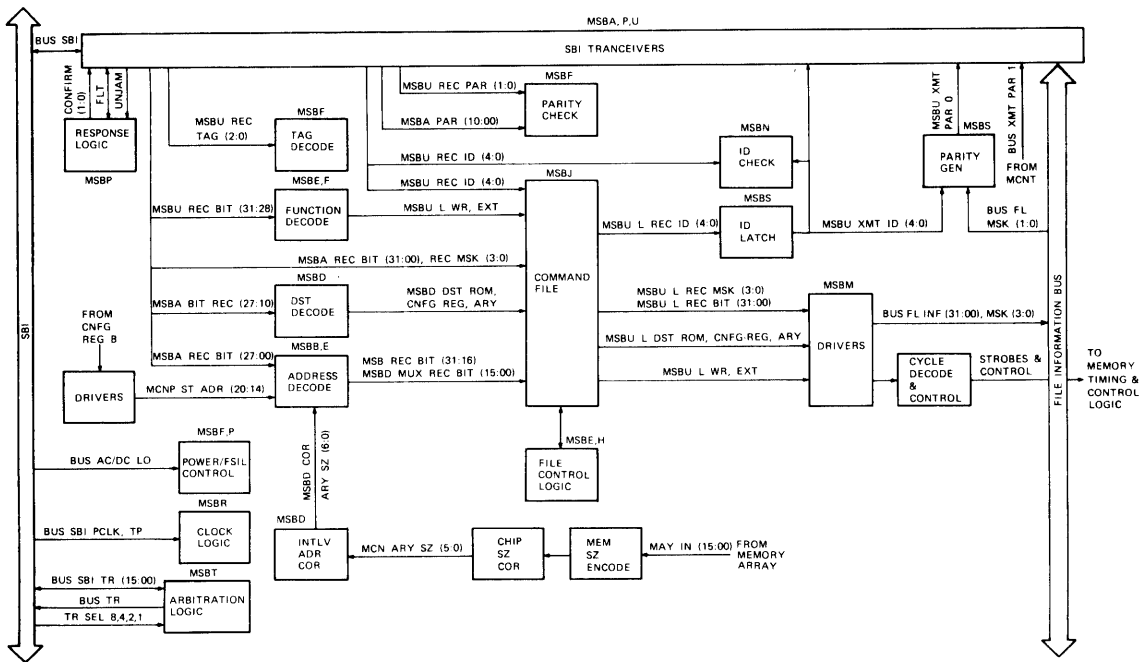 MSBA, P, U
BUS SBI
SBI TRANCEIVERS
CONFIRM
(1:0)
FLT
UNJAM
RESPONSE
LOGIC
MSBP
MSBU REC
TAG (2:0)
MSBF
TAG
DECODE
MSBU REC PAR (1:0)
MSBA PAR (10:00)
MSBF
PARITY
CHECK
MSBU REC ID (4:0)
MSBN
ID
CHECK
MSBU XMT
PAR 0
MSBS
PARITY
GEN
BUS XMT PAR 1
FROM
MCNT
MSBU REC ID (4:0)
MSBJ
MSBE,F
MSBU REC BIT (31:28)
FUNCTION
DECODE
MSBU L WR, EXT
MSBU L REC ID (4:0)
MSBS
ID
LATCH
MSBU XMT ID (4:0)
BUS FL
MSK (1:0)
MSBA REC BIT (31:00), REC MSK (3:0)
COMMAND
FILE
MSBD
MSBA BIT REC (27:10)
DST
DECODE
MSBD DST ROM,
CNFG REG, ARY
MSBU L REC MSK (3:0)
MSBU L REC BIT (31:00)
MSBM
DRIVERS
BUS FL INF (31:00), MSK (3:0)
SBI
FROM
CNFG
REG B
MSBA REC BIT (27:00)
MSBB,E
ADDRESS
DECODE
MSB REC BIT (31:16)
MSBD MUX REC BIT (15:00)
MSBU L DST ROM, CNFG-REG, ARY
DRIVERS
MCNP ST ADR (20:14)
MSBU L WR, EXT
CYCLE
DECODE
&
CONTROL
STROBES &
CONTROL
FILE INFORMATION BUS
TO
MEMORY
TIMING &
CONTROL
LOGIC
MSBF,P
BUS AC/DC LO
POWER/FSIL
CONTROL
MSBD COR
ARY SZ (6:0)
MSBE,H
FILE
CONTROL
LOGIC
MSBR
BUS SBI PCLK, TP
CLOCK
LOGIC
MSBD
INTLV
ADR
COR
MCN ARY SZ (5:0)
CHIP
SZ
COR
MEM
SZ
ENCODE
MAY IN (15:00)
FROM
MEMORY
ARRAY
MSBT
BUS SBI TR (15:00)
BUS TR
TR SEL 8,4,2,1
ARBITRATION
LOGIC